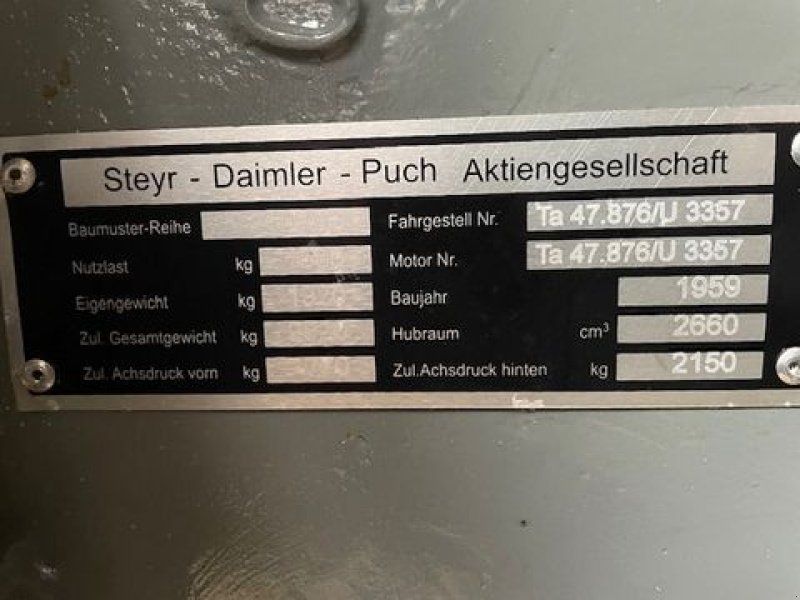 Steyr - Daimler - Puch Aktiengesellschaft
Baumuster-Reihe
Nutzlast kg
Eigengewicht kg
Zul. Gesamtgewicht kg
Zul. Achsdruck vorn kg
Fahrgestell Nr. Ta 47.876/U 3357
Motor Nr. Ta 47.876/U 3357
Baujahr 1959
Hubraum cm³ 2660
Zul.Achsdruck hinten kg 2150